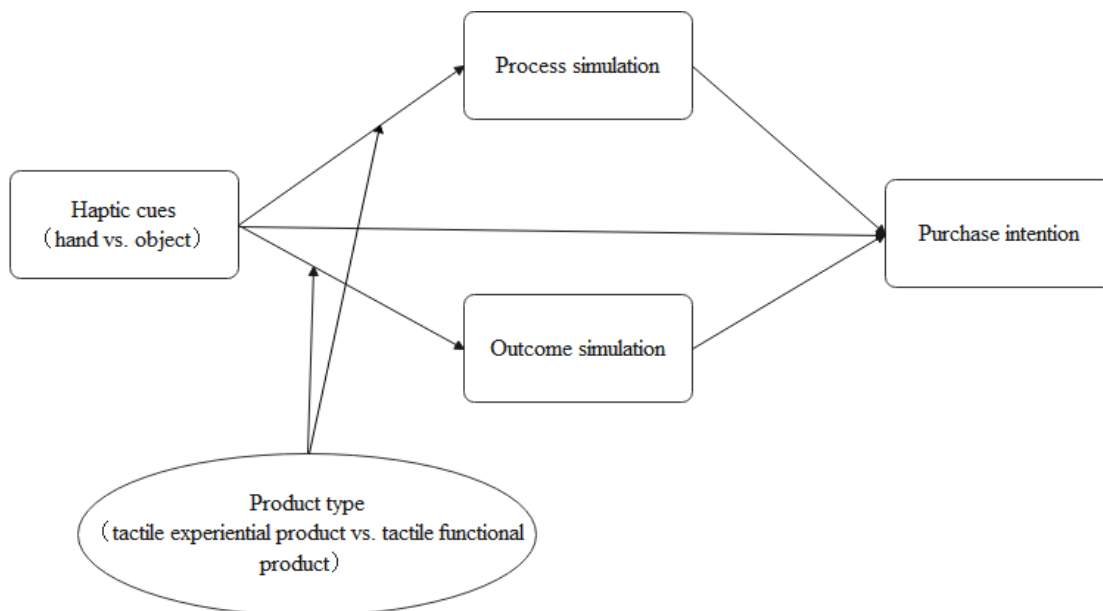 Process simulation
Haptic cues
（hand vs. object）
Purchase intention
Outcome simulation
Product type
（tactile experiential product vs. tactile functional
product）